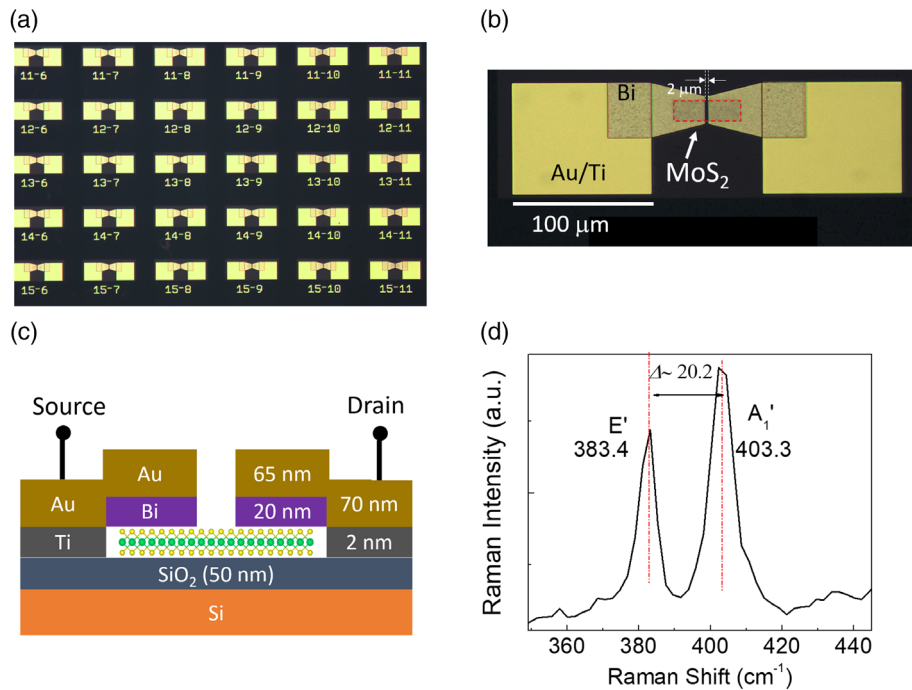 (a)
11-6 11-7 11-8 11-9 11-10 11-11
12-6 12-7 12-8 12-9 12-10 12-11
13-6 13-7 13-8 13-9 13-10 13-11
14-6 14-7 14-8 14-9 14-10 14-11
15-6 15-7 15-8 15-9 15-10 15-11
(b)
2 μm
Bi
Au/Ti
MoS₂
100 μm
(c)
Source Drain
Au 65 nm
Au Bi 20 nm 70 nm
Ti 2 nm
SiO₂ (50 nm)
Si
(d)
Δ~ 20.2
E' A₁'
383.4 403.3
Raman Intensity (a.u.)
360 380 400 420 440
Raman Shift (cm⁻¹)